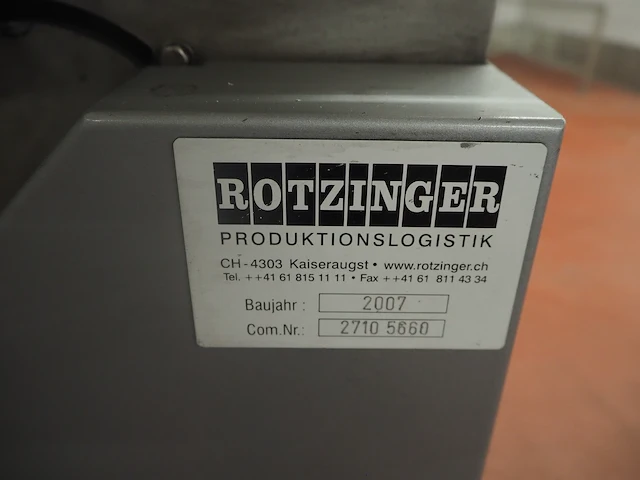 ROTZINGER
PRODUKTIONSLOGISTIK
CH-4303 Kaiseraugst • www.rotzinger.ch
Tel. ++41 61 815 11 11 • Fax ++41 61 811 43 34
Baujahr : 2007
Com.Nr.: 2710 5660